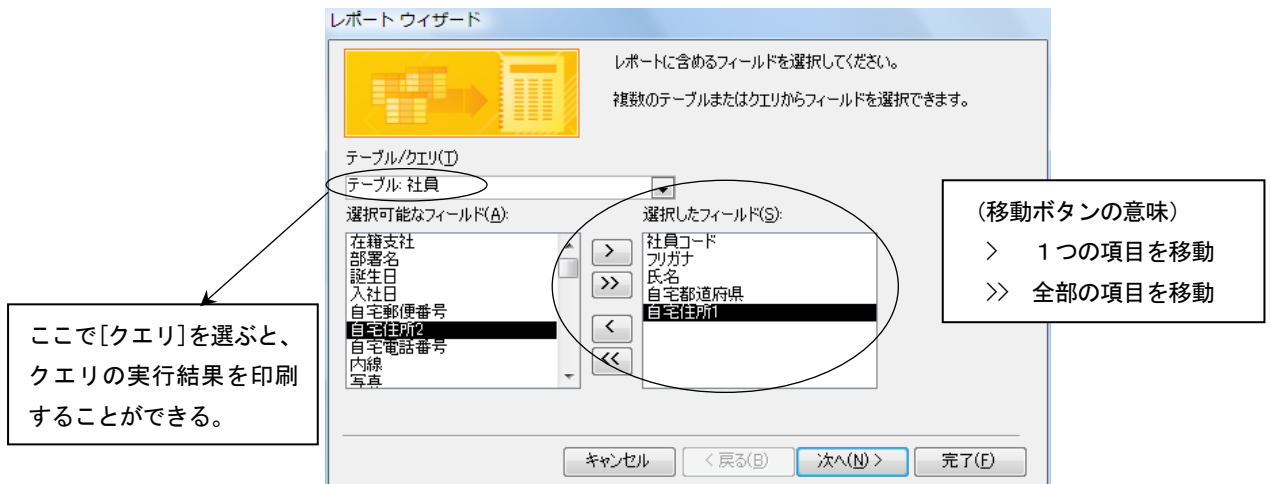 レポート ウィザード
レポートに含めるフィールドを選択してください。
複数のテーブルまたはクエリからフィールドを選択できます。
テーブル/クエリ(T)
テーブル: 社員
選択可能なフィールド(A):
在籍支社
部署名
誕生日
入社日
自宅郵便番号
自宅住所2
自宅電話番号
内線
写真
>
>>
<
<<
選択したフィールド(S):
社員コード
フリガナ
氏名
自宅都道府県
自宅住所1
(移動ボタンの意味)
> 1つの項目を移動
>> 全部の項目を移動
ここで[クエリ]を選ぶと、
クエリの実行結果を印刷
することができる。
キャンセル
< 戻る(B)
次へ(N) >
完了(F)